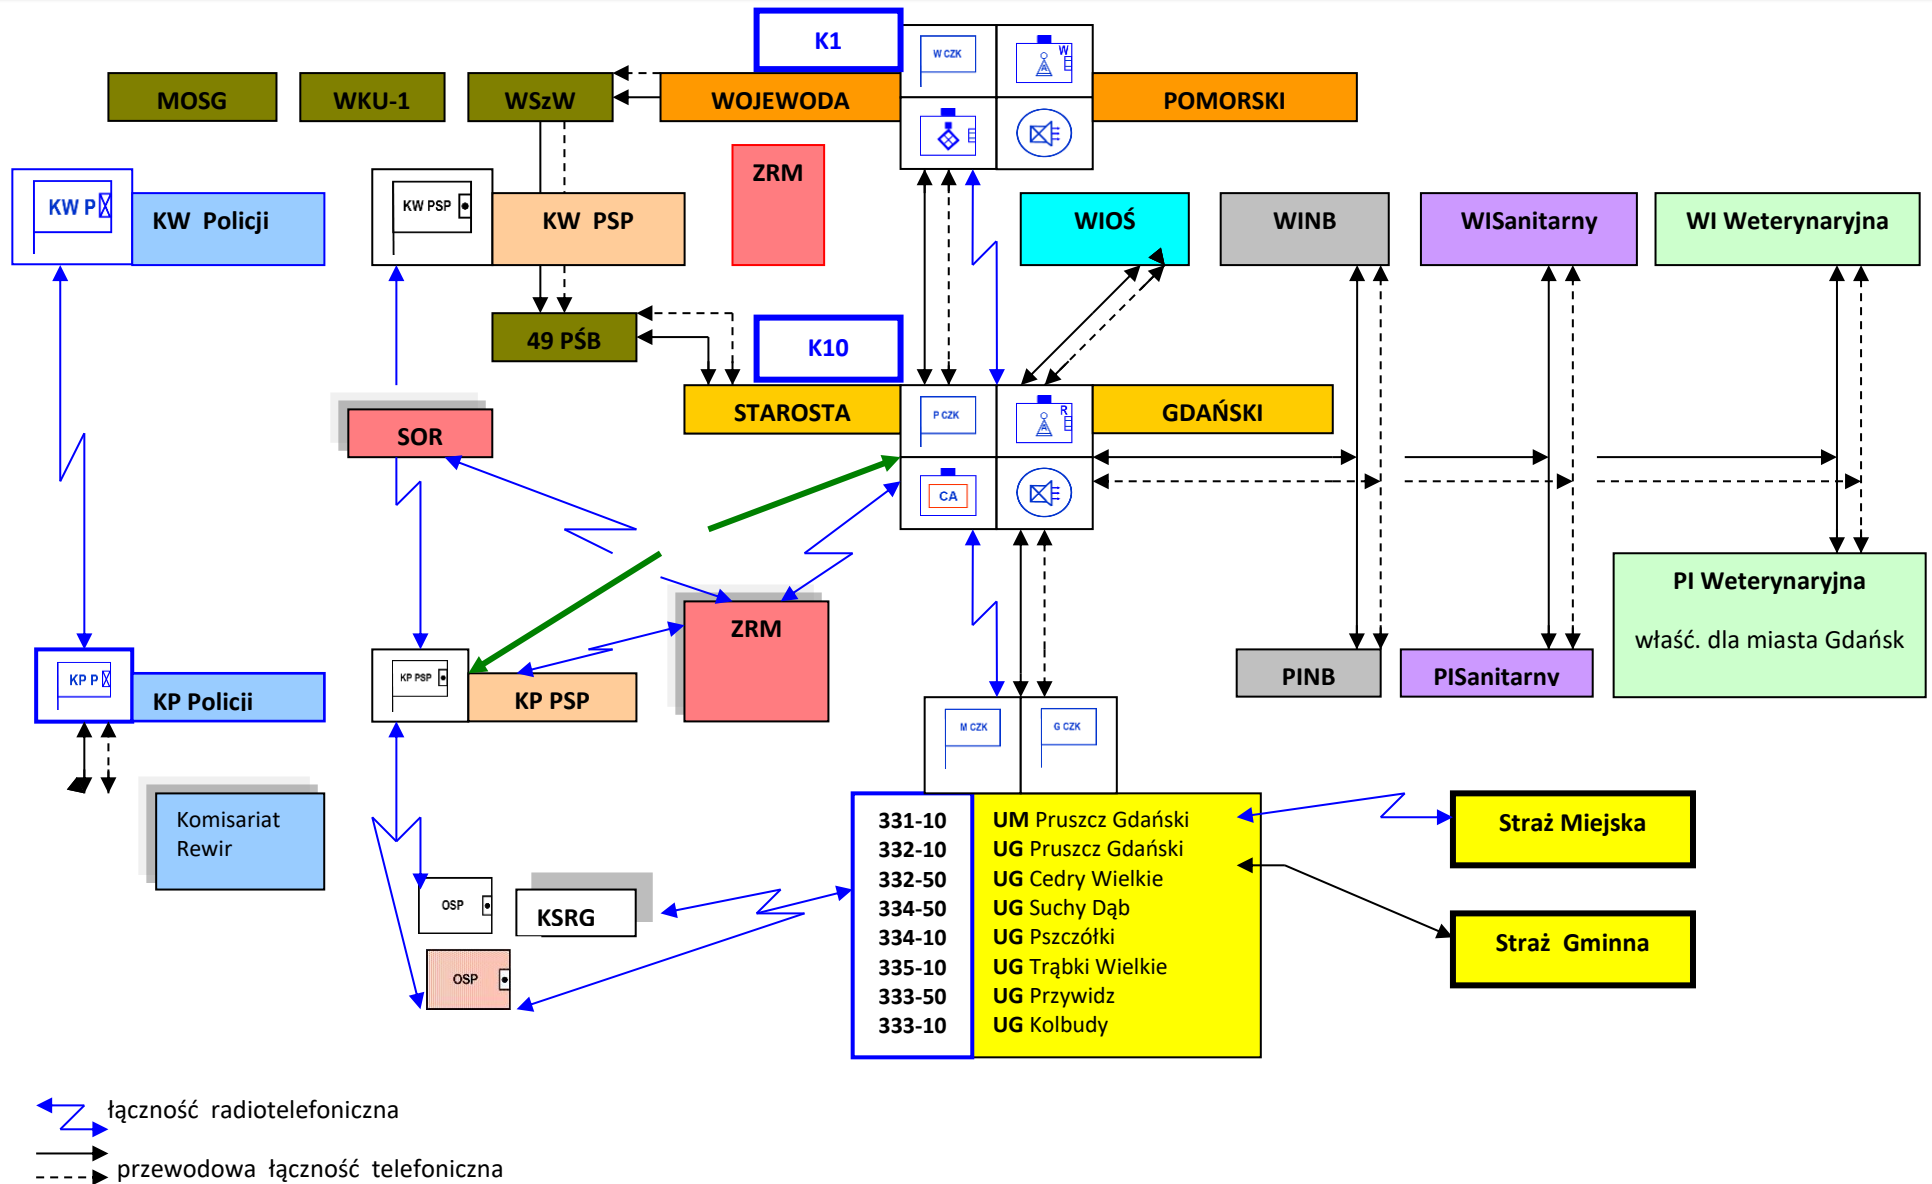 K1
W CZK
W
A
MOSG
WKU-1
WSzW
WOJEWODA
POMORSKI
ZRM
KW P
KW Policji
KW PSP
KW PSP
WIOŚ
WINB
WISanitarny
WI Weterynaryjna
49 PŚB
K10
STAROSTA
P CZK
R
A
GDAŃSKI
SOR
CA
ZRM
PI Weterynaryjna
właść. dla miasta Gdańsk
KP P
KP Policji
KP PSP
KP PSP
PINB
PISanitarny
M CZK
G CZK
Komisariat
Rewir
331-10 UM Pruszcz Gdański
332-10 UG Pruszcz Gdański
332-50 UG Cedry Wielkie
334-50 UG Suchy Dąb
334-10 UG Pszczółki
335-10 UG Trąbki Wielkie
333-50 UG Przywidz
333-10 UG Kolbudy
Straż Miejska
Straż Gminna
OSP
KSRG
OSP
łączność radiotelefoniczna
przewodowa łączność telefoniczna